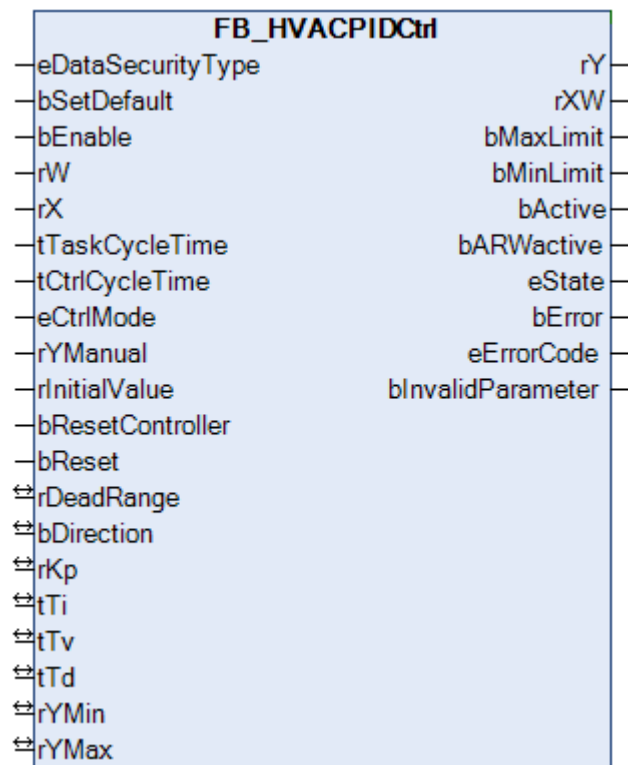 FB_HVACPIDCtrl
eDataSecurityType rY
bSetDefault rXW
bEnable bMaxLimit
rW bMinLimit
rX bActive
tTaskCycleTime bARWactive
tCtrlCycleTime eState
eCtrlMode bError
rYManual eErrorCode
rInitialValue bInvalidParameter
bResetController
bReset
rDeadRange
bDirection
rKp
tTi
tTv
tTd
rYMin
rYMax